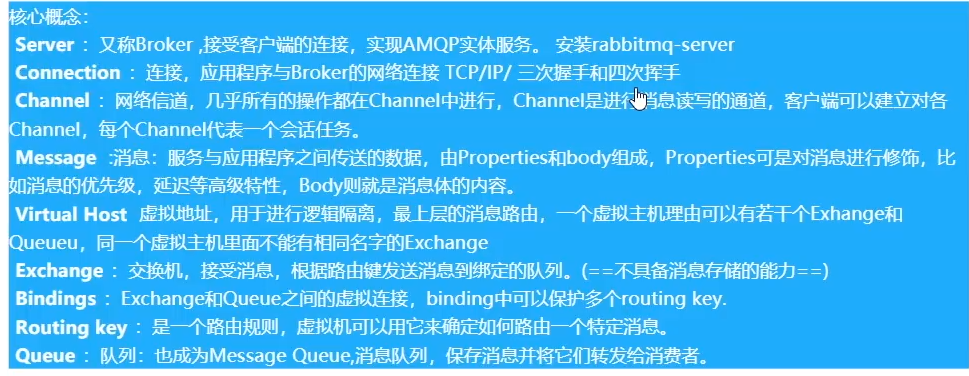 核心概念：
Server ：又称Broker ,接受客户端的连接，实现AMQP实体服务。 安装rabbitmq-server
Connection ：连接，应用程序与Broker的网络连接 TCP/IP/ 三次握手和四次挥手
Channel ：网络信道，几乎所有的操作都在Channel中进行，Channel是进行消息读写的通道，客户端可以建立对各
Channel，每个Channel代表一个会话任务。
Message :消息：服务与应用程序之间传送的数据，由Properties和body组成，Properties可是对消息进行修饰，比
如消息的优先级，延迟等高级特性，Body则就是消息体的内容。
Virtual Host 虚拟地址，用于进行逻辑隔离，最上层的消息路由，一个虚拟主机理由可以有若干个Exhange和
Queueu，同一个虚拟主机里面不能有相同名字的Exchange
Exchange ：交换机，接受消息，根据路由键发送消息到绑定的队列。(==不具备消息存储的能力==)
Bindings ：Exchange和Queue之间的虚拟连接，binding中可以保护多个routing key.
Routing key ：是一个路由规则，虚拟机可以用它来确定如何路由一个特定消息。
Queue ：队列：也成为Message Queue,消息队列，保存消息并将它们转发给消费者。